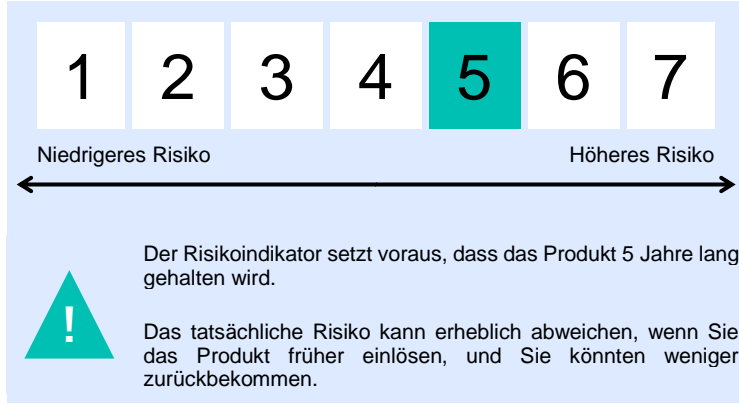 1 2 3 4 5 6 7
Niedrigeres Risiko Höheres Risiko
Der Risikoindikator setzt voraus, dass das Produkt 5 Jahre lang
gehalten wird.
!
Das tatsächliche Risiko kann erheblich abweichen, wenn Sie
das Produkt früher einlösen, und Sie könnten weniger
zurückbekommen.